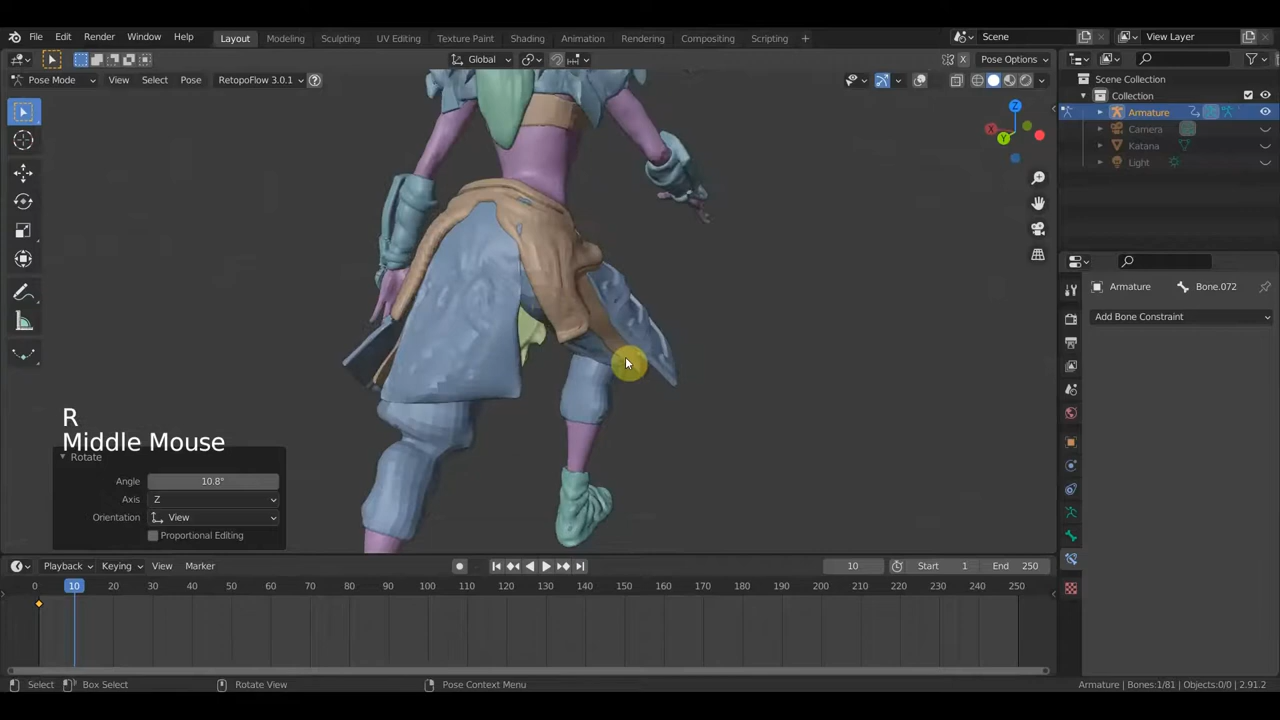 File Edit Render Window Help Layout Modeling Sculpting UV Editing Texture Paint Shading Animation Rendering Compositing Scripting + Scene View Layer
Global Pose Options
Pose Mode View Select Pose RetopoFlow 3.0.1 ?
Scene Collection
Collection
Armature
Camera
Katana
Light
Z
X
Y
Armature Bone.072
Add Bone Constraint
R
Middle Mouse
Rotate
Angle 10.8°
Axis Z
Orientation View
Proportional Editing
Playback Keying View Marker 10 Start 1 End 250
0 10 20 30 40 50 60 70 80 90 100 110 120 130 140 150 160 170 180 190 200 210 220 230 240 250
Select Box Select Rotate View Pose Context Menu Armature | Bones:1/81 | Objects:0/0 | 2.91.2